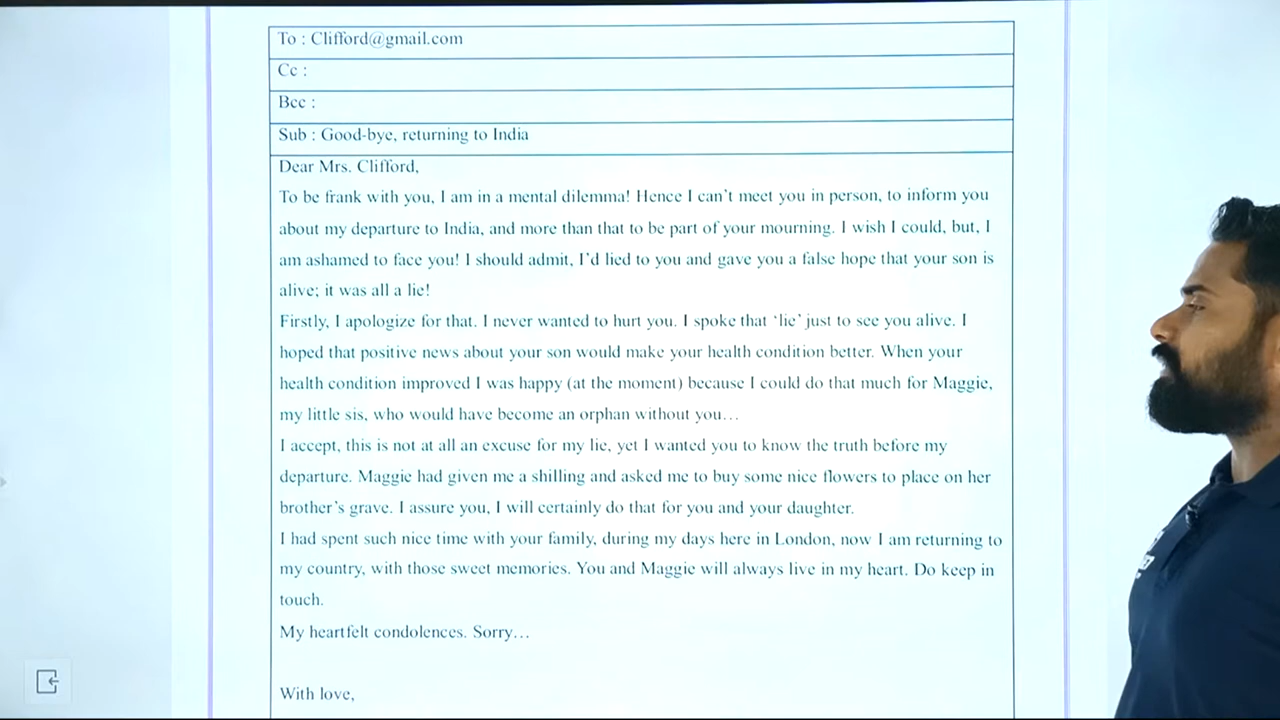 To : Clifford@gmail.com
Cc :
Bcc :
Sub : Good-bye, returning to India
Dear Mrs. Clifford,
To be frank with you, I am in a mental dilemma! Hence I can't meet you in person, to inform you
about my departure to India, and more than that to be part of your mourning. I wish I could, but, I
am ashamed to face you! I should admit, I'd lied to you and gave you a false hope that your son is
alive; it was all a lie!
Firstly, I apologize for that. I never wanted to hurt you. I spoke that 'lie' just to see you alive. I
hoped that positive news about your son would make your health condition better. When your
health condition improved I was happy (at the moment) because I could do that much for Maggie,
my little sis, who would have become an orphan without you…
I accept, this is not at all an excuse for my lie, yet I wanted you to know the truth before my
departure. Maggie had given me a shilling and asked me to buy some nice flowers to place on her
brother's grave. I assure you, I will certainly do that for you and your daughter.
I had spent such nice time with your family, during my days here in London, now I am returning to
my country, with those sweet memories. You and Maggie will always live in my heart. Do keep in
touch.
My heartfelt condolences. Sorry…
With love,